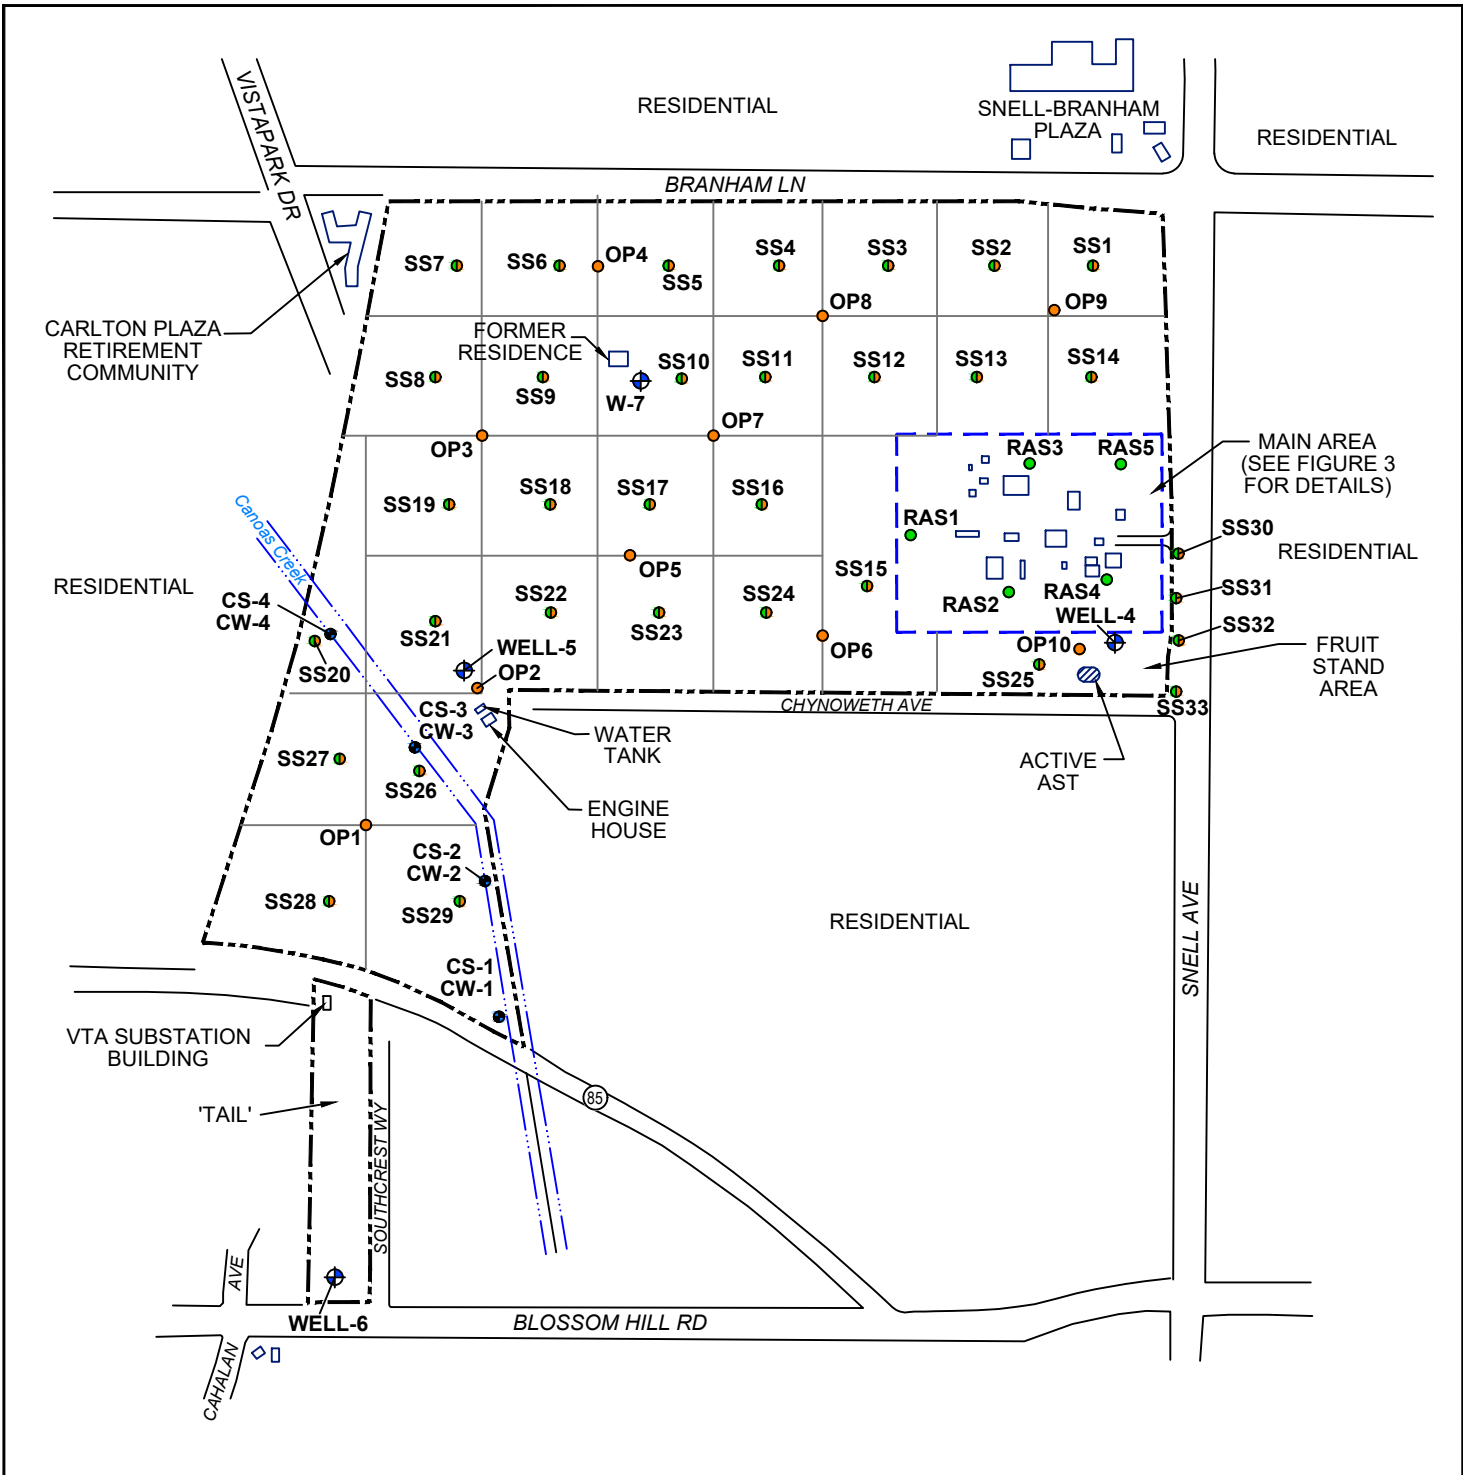 RESIDENTIAL
SNELL-BRANHAM
PLAZA
RESIDENTIAL
VISTAPARK DR
BRANHAM LN
SS7
SS6
OP4
SS5
SS4
SS3
SS2
SS1
OP8
OP9
CARLTON PLAZA
RETIREMENT
COMMUNITY
FORMER
RESIDENCE
SS8
SS9
W-7
SS10
SS11
SS12
SS13
SS14
OP3
OP7
RAS3
RAS5
MAIN AREA
(SEE FIGURE 3
FOR DETAILS)
Canoas Creek
SS19
SS18
SS17
SS16
RAS1
SS30
RESIDENTIAL
RESIDENTIAL
OP5
SS15
RAS2
RAS4
SS31
CS-4
CW-4
SS20
SS21
SS22
SS23
SS24
OP6
WELL-4
SS32
WELL-5
OP2
OP10
SS25
FRUIT
STAND
AREA
SS33
CHYNOWETH AVE
CS-3
CW-3
WATER
TANK
ACTIVE
AST
SS27
SS26
ENGINE
HOUSE
OP1
CS-2
CW-2
SS28
SS29
RESIDENTIAL
SNELL AVE
CS-1
CW-1
VTA SUBSTATION
BUILDING
85
'TAIL'
SOUTHCREST WY
AVE
CAHALAN
WELL-6
BLOSSOM HILL RD